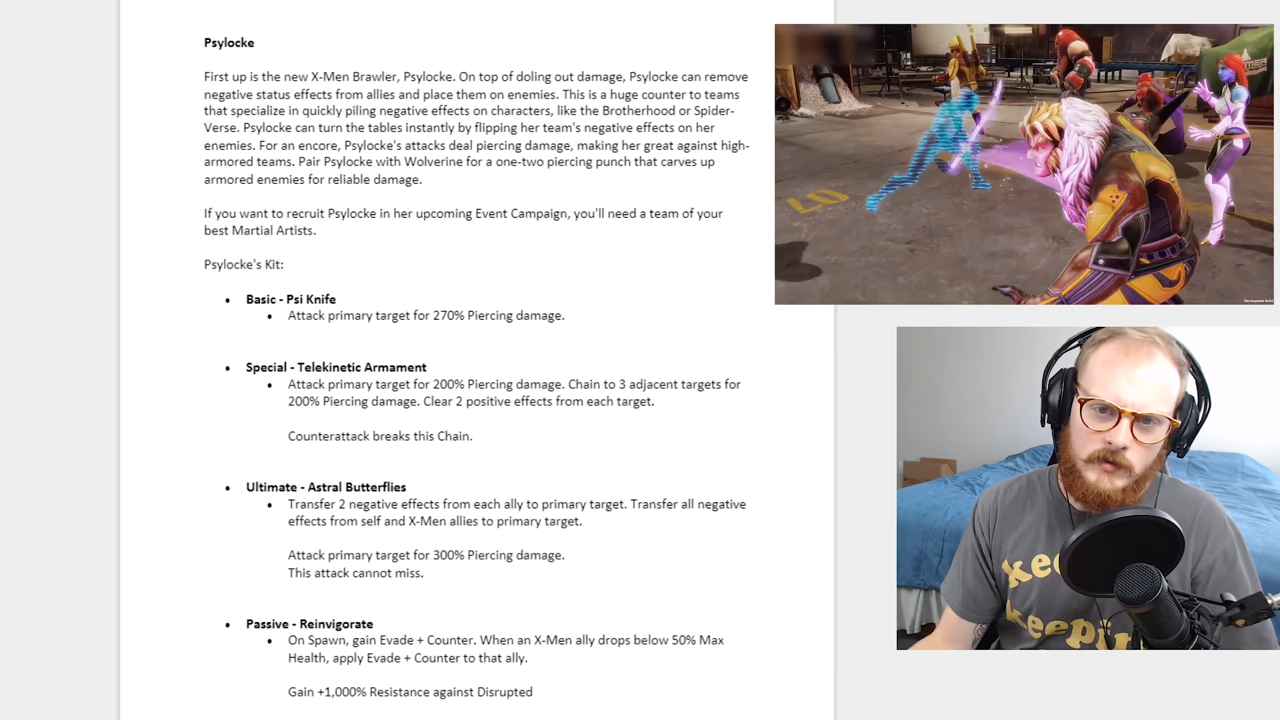 Psylocke
First up is the new X-Men Brawler, Psylocke. On top of doling out damage, Psylocke can remove
negative status effects from allies and place them on enemies. This is a huge counter to teams
that specialize in quickly piling negative effects on characters, like the Brotherhood or Spider-
Verse. Psylocke can turn the tables instantly by flipping her team's negative effects on her
enemies. For an encore, Psylocke's attacks deal piercing damage, making her great against high-
armored teams. Pair Psylocke with Wolverine for a one-two piercing punch that carves up
armored enemies for reliable damage.
If you want to recruit Psylocke in her upcoming Event Campaign, you'll need a team of your
best Martial Artists.
Psylocke's Kit:
• Basic - Psi Knife
• Attack primary target for 270% Piercing damage.
• Special - Telekinetic Armament
• Attack primary target for 200% Piercing damage. Chain to 3 adjacent targets for
200% Piercing damage. Clear 2 positive effects from each target.
Counterattack breaks this Chain.
• Ultimate - Astral Butterflies
• Transfer 2 negative effects from each ally to primary target. Transfer all negative
effects from self and X-Men allies to primary target.
Attack primary target for 300% Piercing damage.
This attack cannot miss.
• Passive - Reinvigorate
• On Spawn, gain Evade + Counter. When an X-Men ally drops below 50% Max
Health, apply Evade + Counter to that ally.
Gain +1,000% Resistance against Disrupted
LO
Development Build
keepin